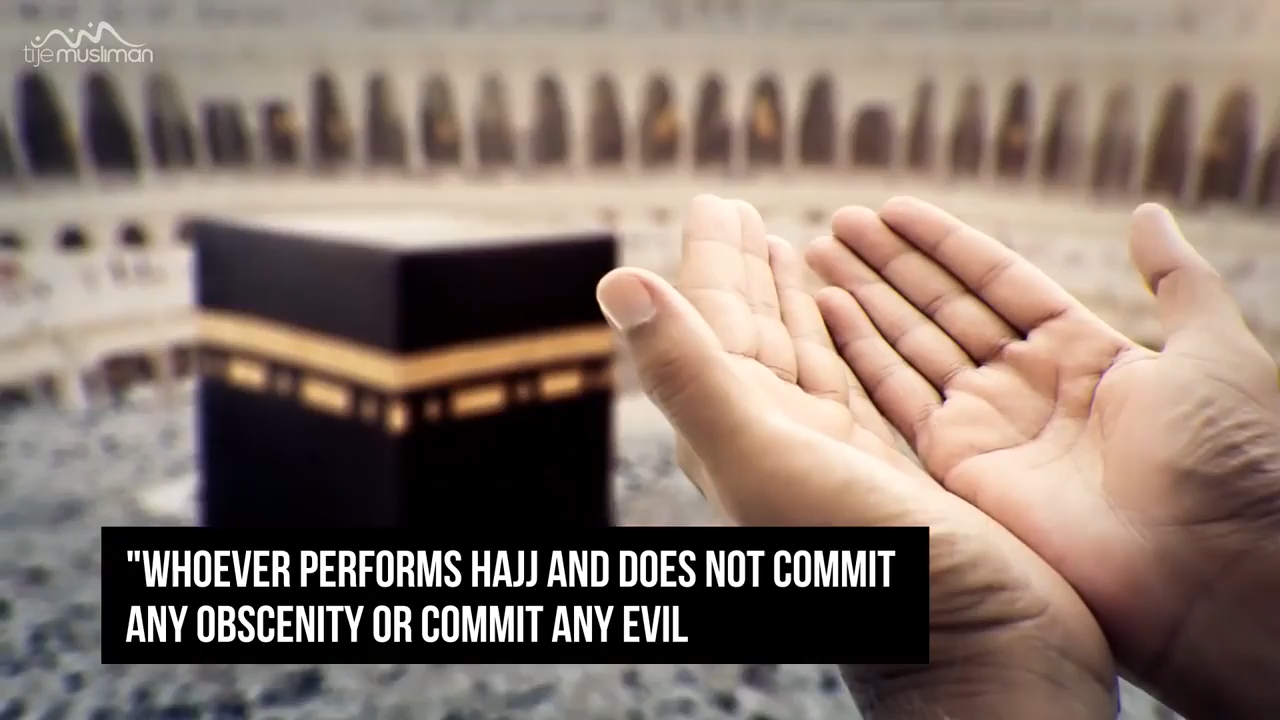 tijemusliman
"WHOEVER PERFORMS HAJJ AND DOES NOT COMMIT
ANY OBSCENITY OR COMMIT ANY EVIL